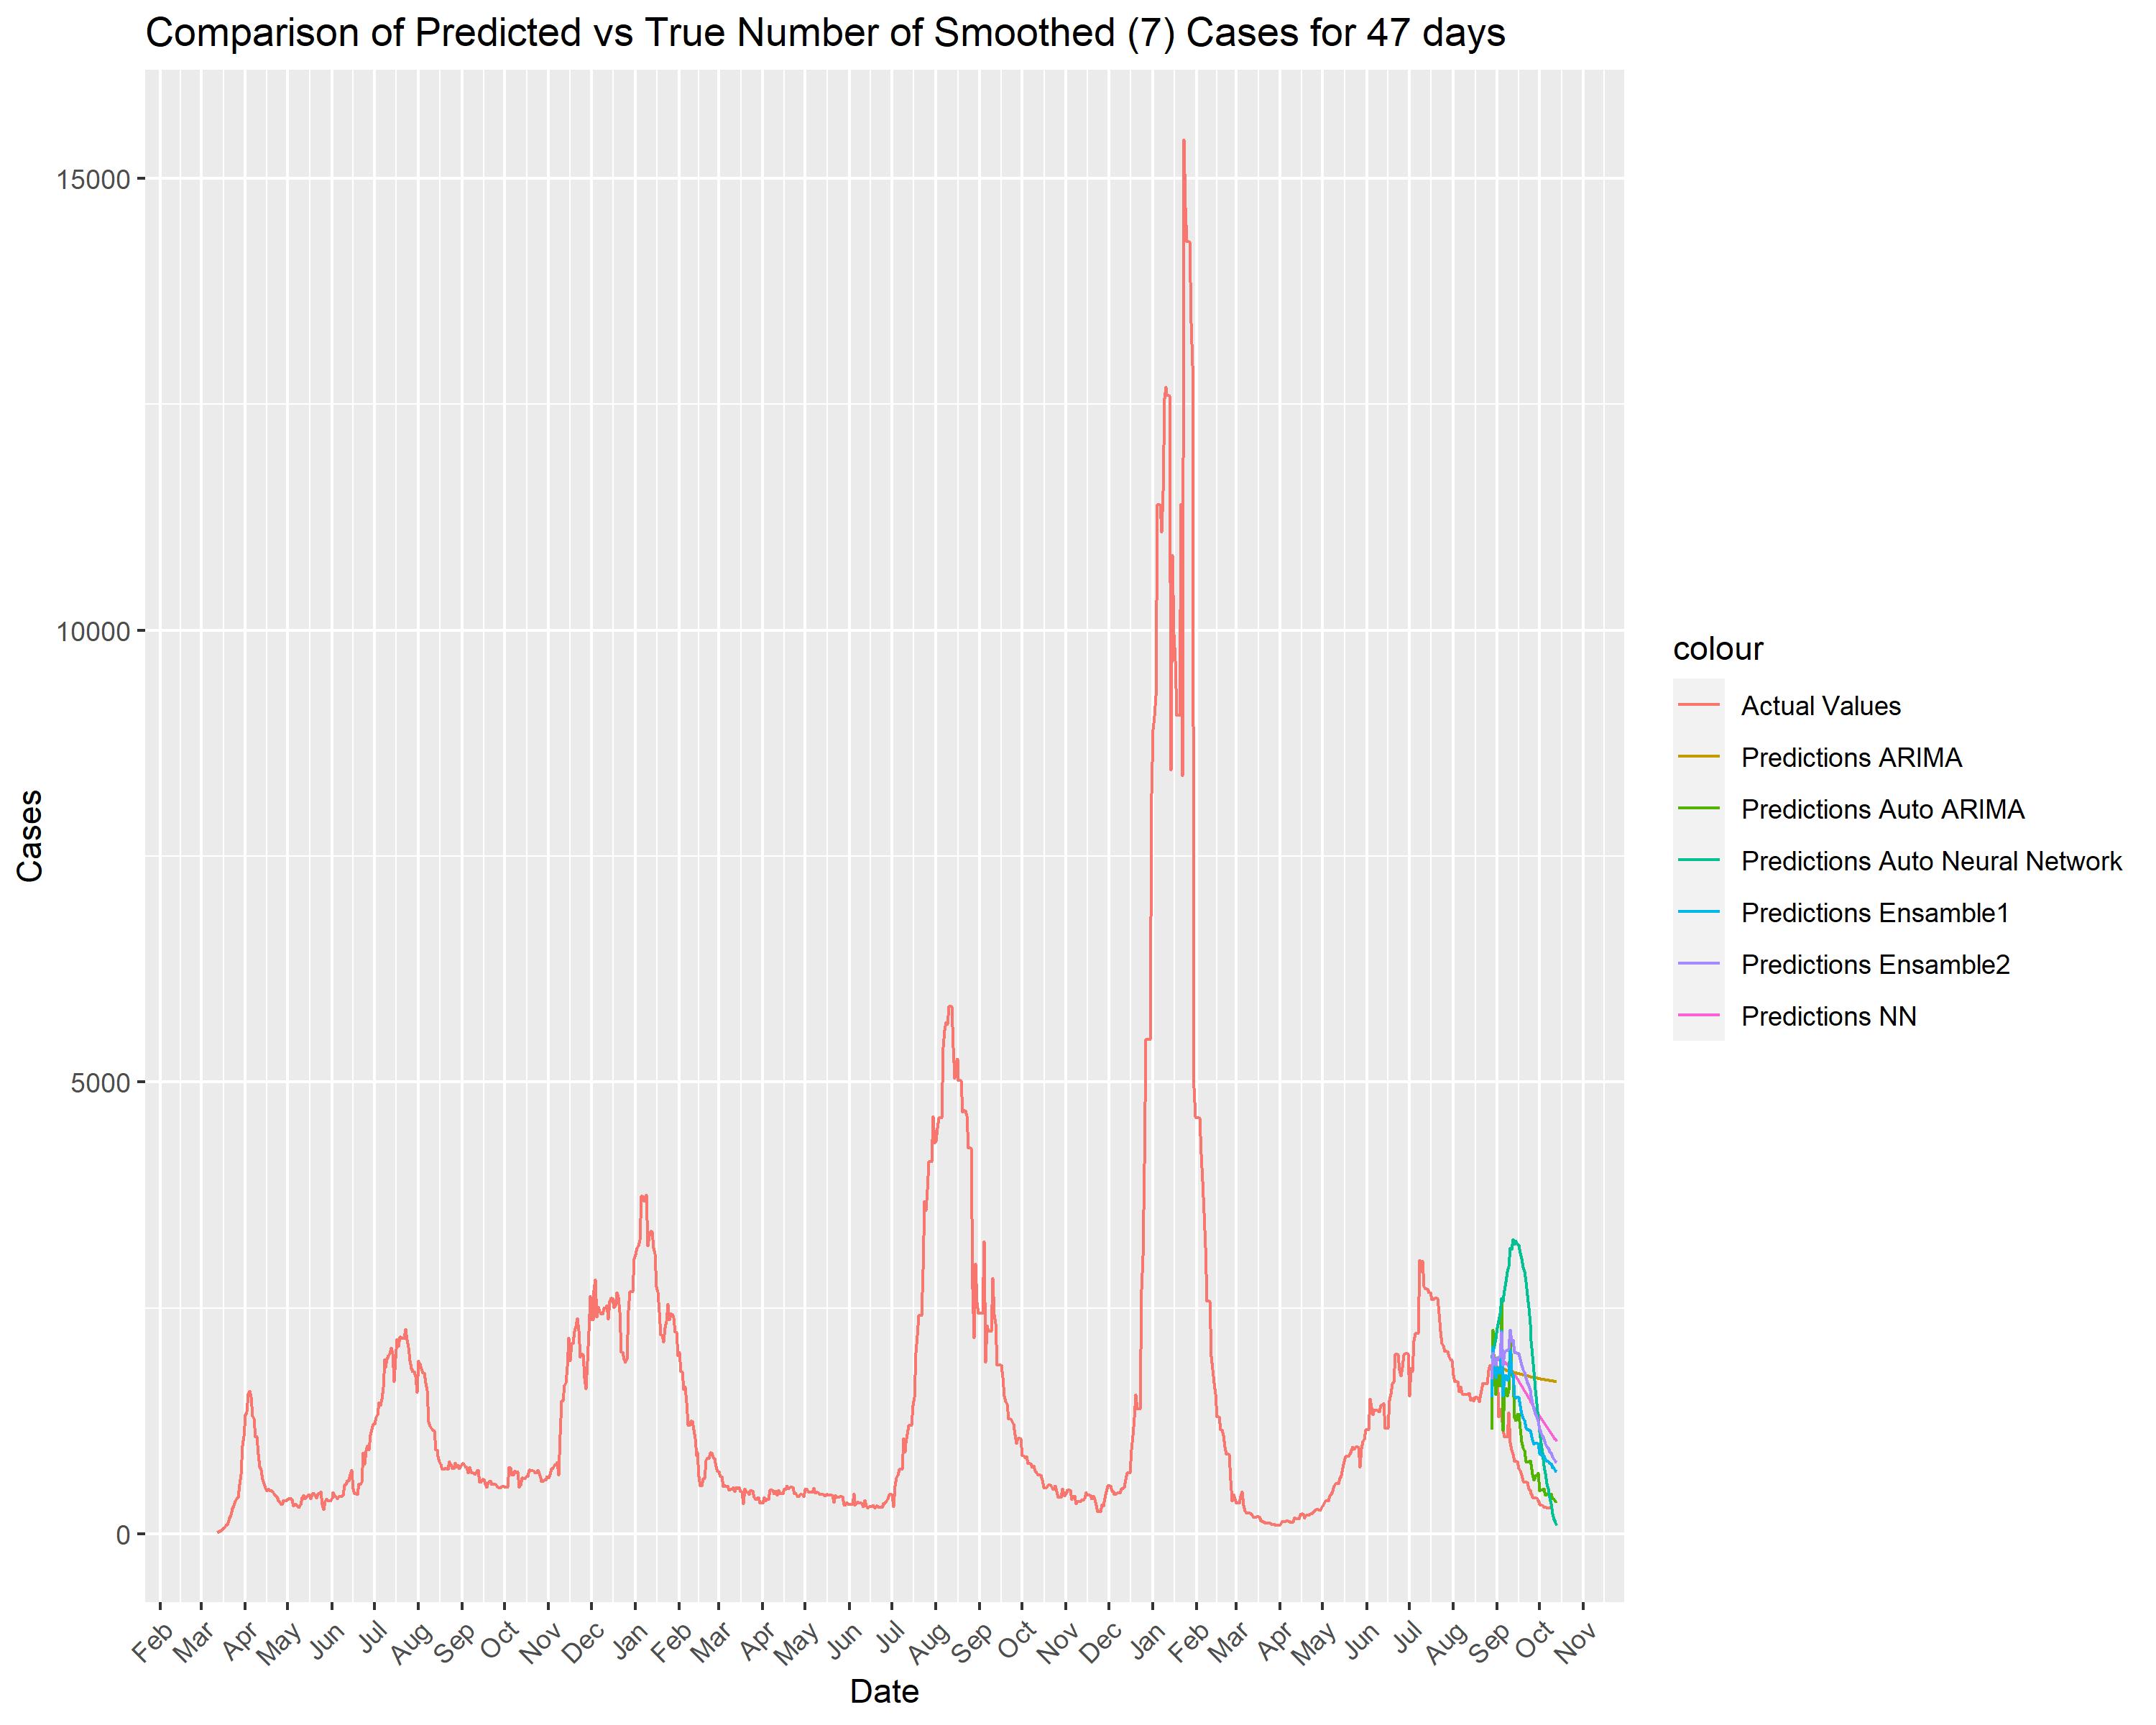 Comparison of Predicted vs True Number of Smoothed (7) Cases for 47 days
15000
10000
5000
0
Cases
Feb Mar Apr May Jun Jul Aug Sep Oct Nov Dec Jan Feb Mar Apr May Jun Jul Aug Sep Oct Nov Dec Jan Feb Mar Apr May Jun Jul Aug Sep Oct Nov
Date
colour
Actual Values
Predictions ARIMA
Predictions Auto ARIMA
Predictions Auto Neural Network
Predictions Ensamble1
Predictions Ensamble2
Predictions NN